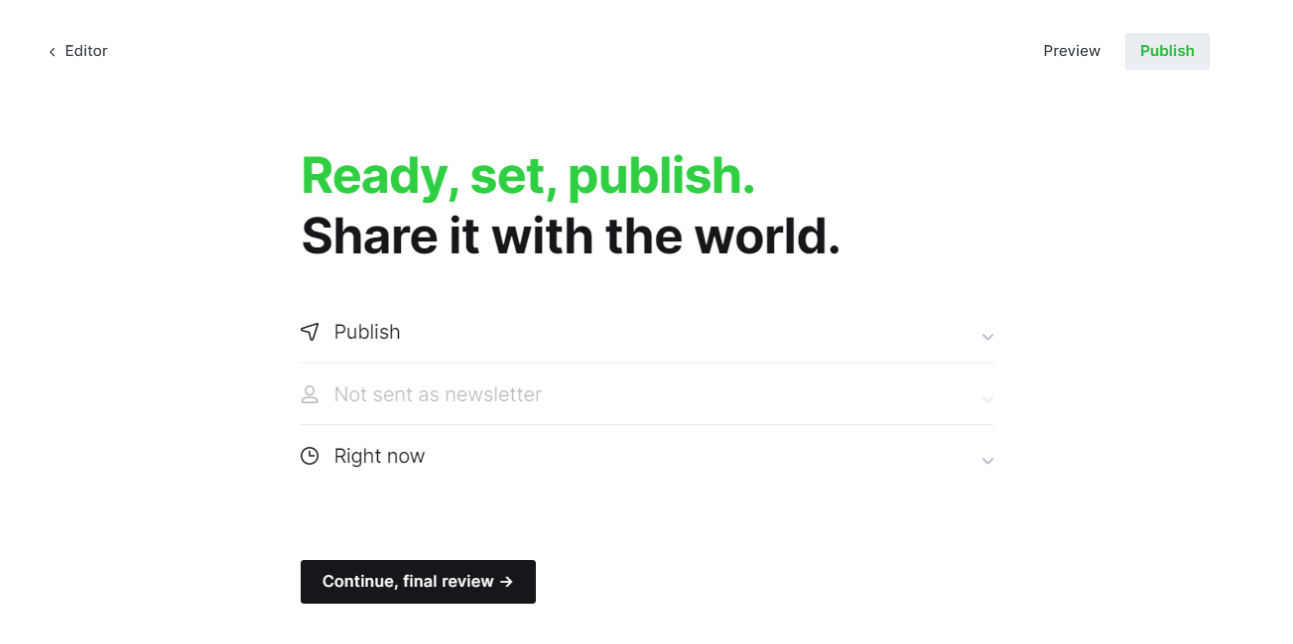 Editor
Preview
Publish
Ready, set, publish.
Share it with the world.
Publish
Not sent as newsletter
Right now
Continue, final review →